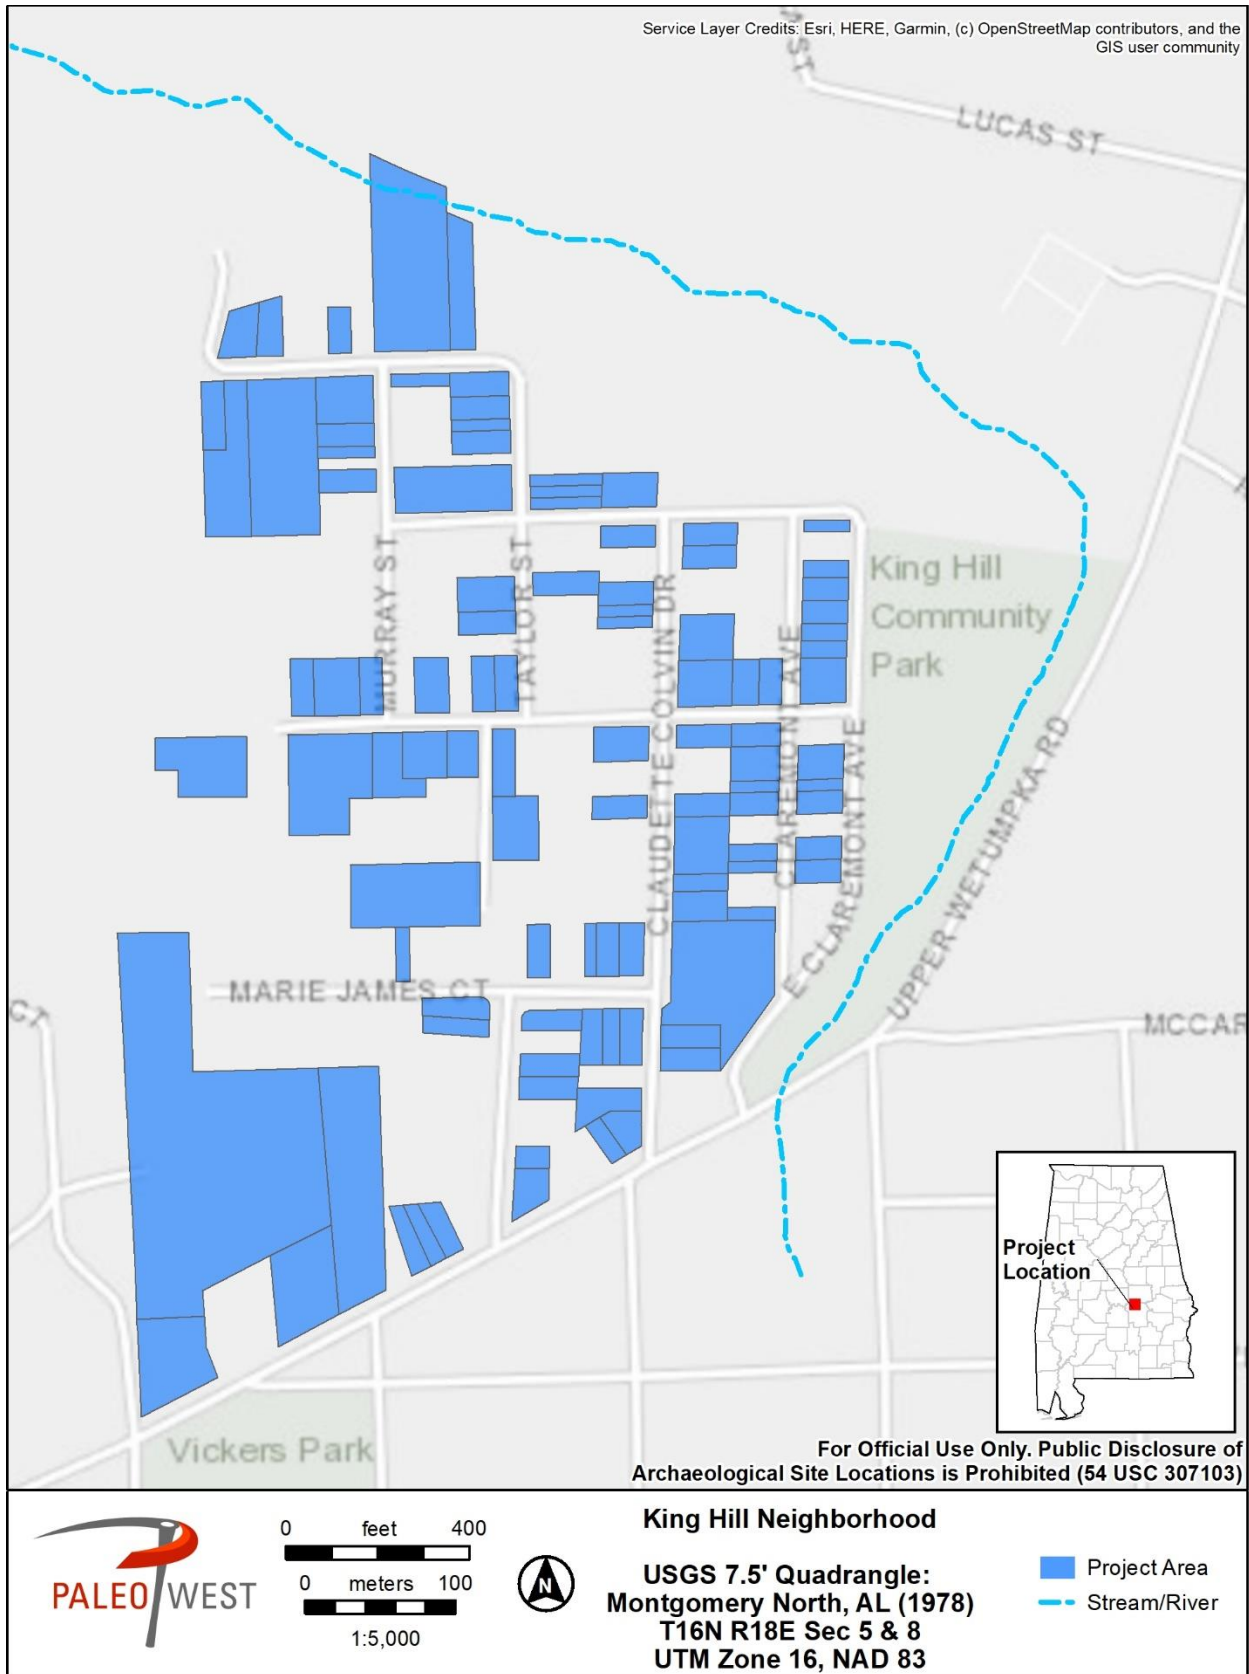 Service Layer Credits: Esri, HERE, Garmin, (c) OpenStreetMap contributors, and the
GIS user community
ST
LUCAS ST
King Hill
Community
Park
MURRAY ST
TAYLOR ST
CLAUDETTE COLVIN DR
CLAREMONT AVE
E CLAREMONT AVE
UPPER WETUMPKA RD
MARIE JAMES CT
CT
MCCAR
Vickers Park
Project
Location
For Official Use Only. Public Disclosure of
Archaeological Site Locations is Prohibited (54 USC 307103)
PALEO WEST
0 feet 400
0 meters 100
1:5,000
N
King Hill Neighborhood
USGS 7.5' Quadrangle:
Montgomery North, AL (1978)
T16N R18E Sec 5 & 8
UTM Zone 16, NAD 83
Project Area
Stream/River